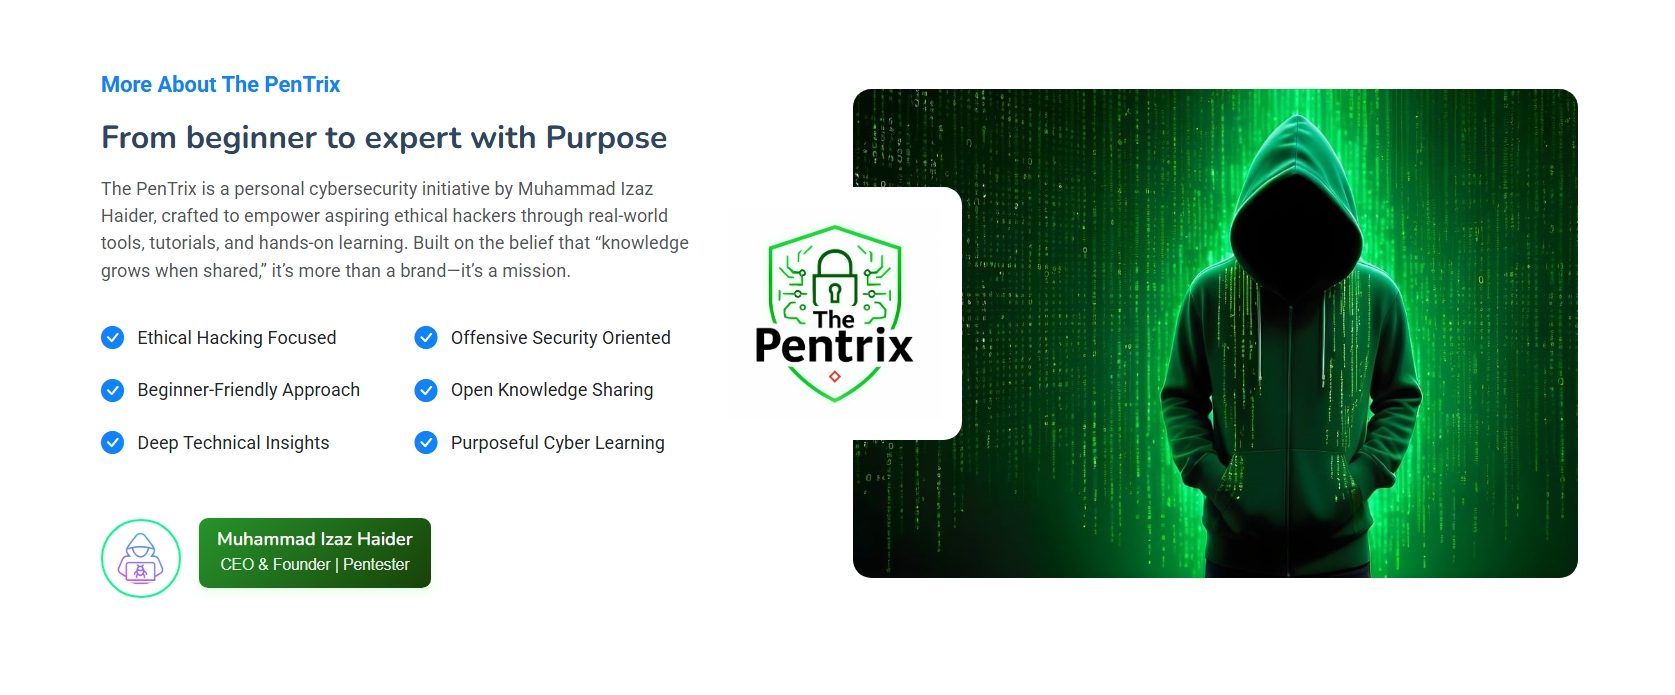 More About The PenTrix
From beginner to expert with Purpose
The PenTrix is a personal cybersecurity initiative by Muhammad Izaz
Haider, crafted to empower aspiring ethical hackers through real-world
tools, tutorials, and hands-on learning. Built on the belief that “knowledge
grows when shared,” it’s more than a brand—it’s a mission.
Ethical Hacking Focused
Offensive Security Oriented
Beginner-Friendly Approach
Open Knowledge Sharing
Deep Technical Insights
Purposeful Cyber Learning
Muhammad Izaz Haider
CEO & Founder | Pentester
The
Pentrix